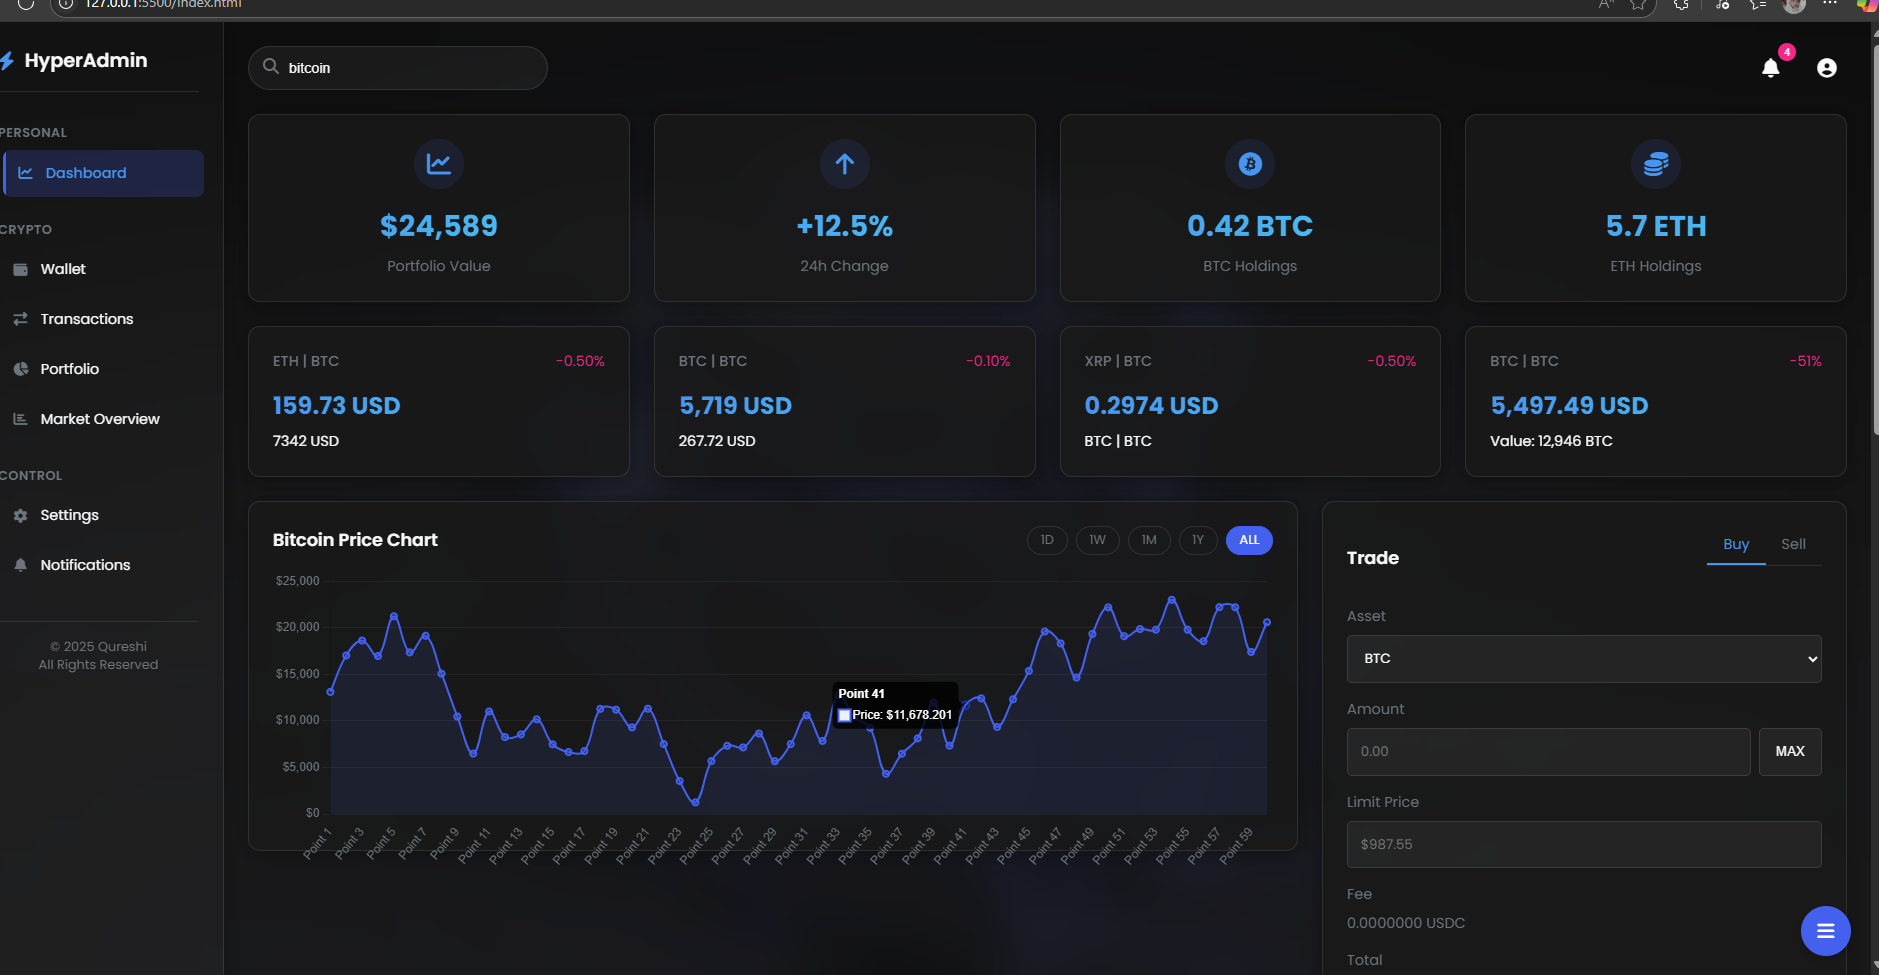 127.0.0.1:5500/index.html
HyperAdmin
bitcoin
4
PERSONAL
Dashboard
CRYPTO
Wallet
Transactions
Portfolio
Market Overview
CONTROL
Settings
Notifications
© 2025 Qureshi
All Rights Reserved
$24,589
Portfolio Value
+12.5%
24h Change
0.42 BTC
BTC Holdings
5.7 ETH
ETH Holdings
ETH | BTC -0.50%
159.73 USD
7342 USD
BTC | BTC -0.10%
5,719 USD
267.72 USD
XRP | BTC -0.50%
0.2974 USD
BTC | BTC
BTC | BTC -51%
5,497.49 USD
Value: 12,946 BTC
Bitcoin Price Chart
1D 1W 1M 1Y ALL
$25,000
$20,000
$15,000
$10,000
$5,000
$0
Point 41
Price: $11,678.201
Point 1
Point 3
Point 5
Point 7
Point 9
Point 11
Point 13
Point 15
Point 17
Point 19
Point 21
Point 23
Point 25
Point 27
Point 29
Point 31
Point 33
Point 35
Point 37
Point 39
Point 41
Point 43
Point 45
Point 47
Point 49
Point 51
Point 53
Point 55
Point 57
Point 59
Trade
Buy Sell
Asset
BTC
Amount
0.00
MAX
Limit Price
$987.55
Fee
0.0000000 USDC
Total